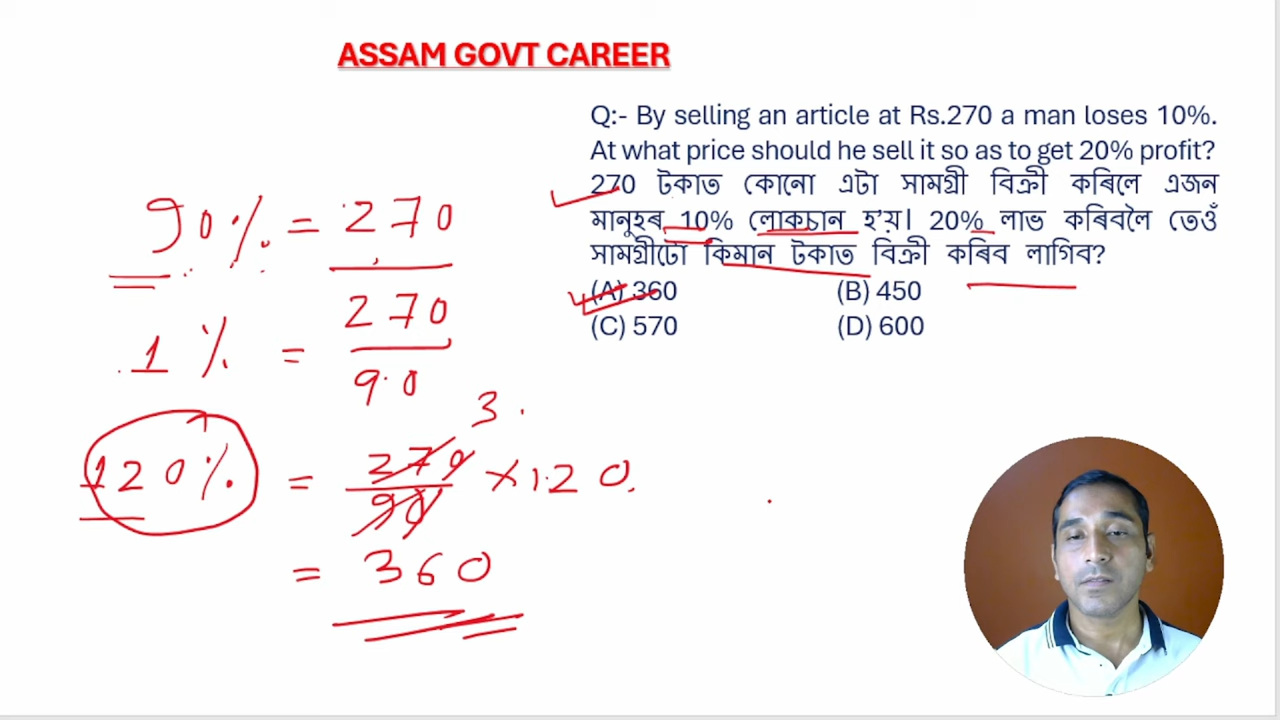 ASSAM GOVT CAREER
Q:- By selling an article at Rs.270 a man loses 10%.
At what price should he sell it so as to get 20% profit?
270 টকাত কোনো এটা সামগ্ৰী বিক্ৰী কৰিলে এজন
মানুহৰ 10% লোকচান হ’য়। 20% লাভ কৰিবলৈ তেওঁ
সামগ্ৰীটো কিমান টকাত বিক্ৰী কৰিব লাগিব?
(A) 360 (B) 450
(C) 570 (D) 600
90% = 270
1% = 270
90
3
120% = 270 × 120
90
= 360